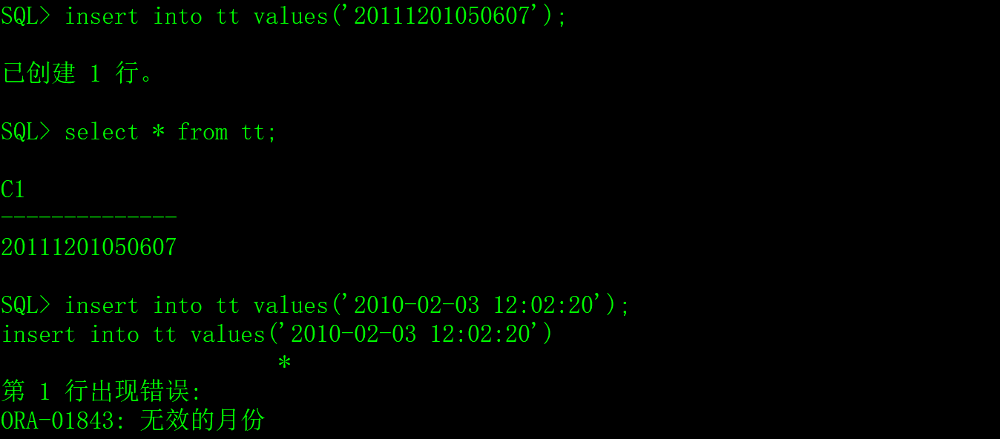 SQL> insert into tt values('20111201050607');
已创建 1 行。
SQL> select * from tt;
C1
--------------
20111201050607
SQL> insert into tt values('2010-02-03 12:02:20');
insert into tt values('2010-02-03 12:02:20')
*
第 1 行出现错误:
ORA-01843: 无效的月份